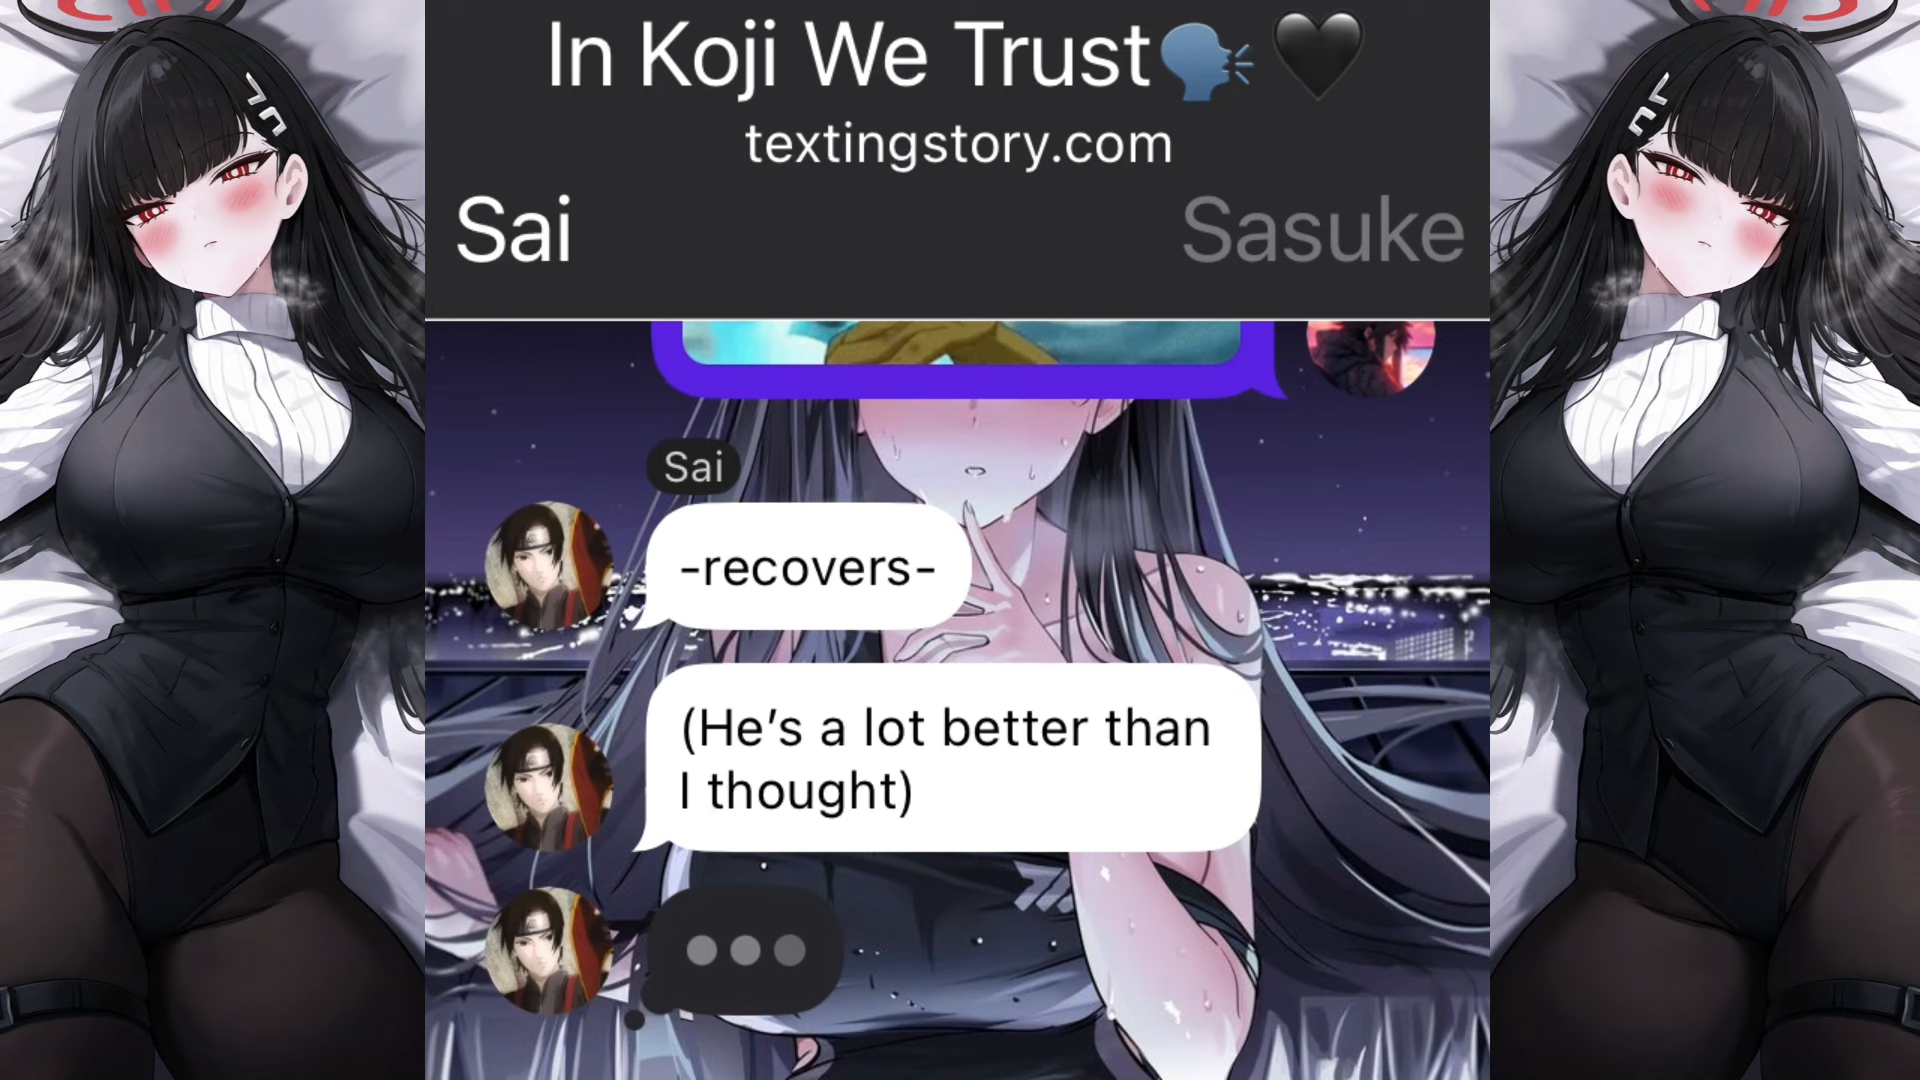 In Koji We Trust🗣️🖤
textingstory.com
Sai
Sasuke
Sai
-recovers-
(He's a lot better than
I thought)